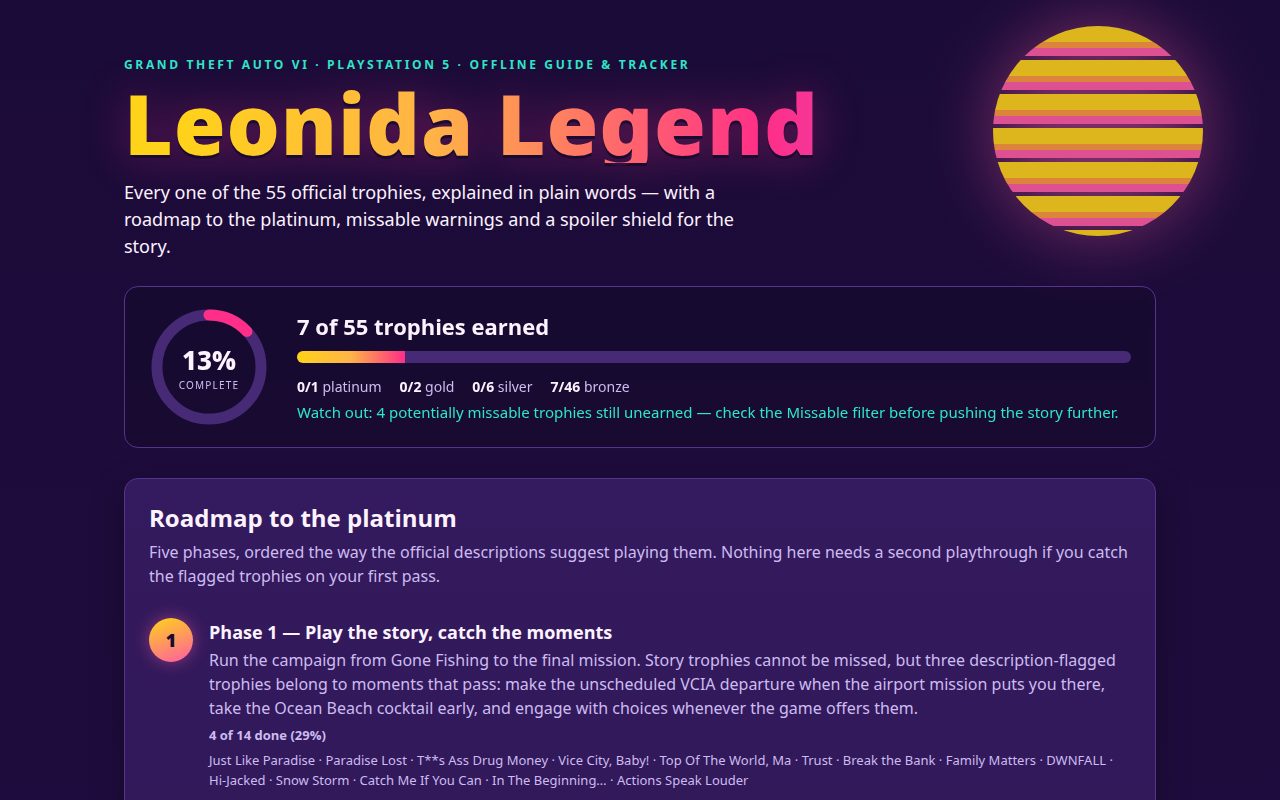 GRAND THEFT AUTO VI · PLAYSTATION 5 · OFFLINE GUIDE & TRACKER
Leonida Legend
Every one of the 55 official trophies, explained in plain words — with a
roadmap to the platinum, missable warnings and a spoiler shield for the
story.
13%
COMPLETE
7 of 55 trophies earned
0/1 platinum 0/2 gold 0/6 silver 7/46 bronze
Watch out: 4 potentially missable trophies still unearned — check the Missable filter before pushing the story further.
Roadmap to the platinum
Five phases, ordered the way the official descriptions suggest playing them. Nothing here needs a second playthrough if you catch
the flagged trophies on your first pass.
1
Phase 1 — Play the story, catch the moments
Run the campaign from Gone Fishing to the final mission. Story trophies cannot be missed, but three description-flagged
trophies belong to moments that pass: make the unscheduled VCIA departure when the airport mission puts you there,
take the Ocean Beach cocktail early, and engage with choices whenever the game offers them.
4 of 14 done (29%)
Just Like Paradise · Paradise Lost · T**s Ass Drug Money · Vice City, Baby! · Top Of The World, Ma · Trust · Break the Bank · Family Matters · DWNFALL ·
Hi-Jacked · Snow Storm · Catch Me If You Can · In The Beginning... · Actions Speak Louder